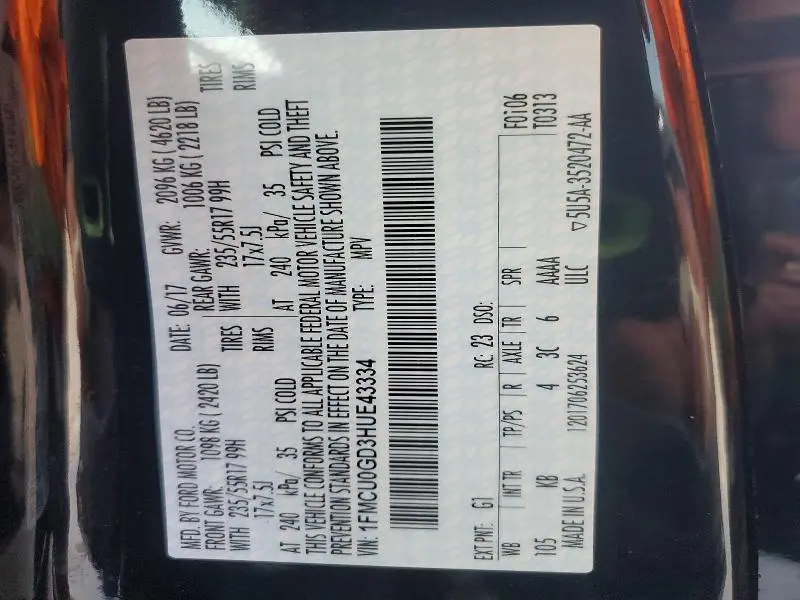 MFD. BY FORD MOTOR CO. DATE: 06/17 GVWR: 2096 KG ( 4620 LB)
FRONT GAWR: 1098 KG ( 2420 LB) REAR GAWR: 1006 KG ( 2218 LB)
WITH 235/55R17 99H TIRES WITH 235/55R17 99H TIRES
17x7.5J RIMS 17x7.5J RIMS
AT 240 kPa/ 35 PSI COLD AT 240 kPa/ 35 PSI COLD
THIS VEHICLE CONFORMS TO ALL APPLICABLE FEDERAL MOTOR VEHICLE SAFETY AND THEFT
PREVENTION STANDARDS IN EFFECT ON THE DATE OF MANUFACTURE SHOWN ABOVE.
VIN: 1FMCU0GD3HUE43334 TYPE: MPV
EXT PNT: G1 RC: 23 DSO:
WB INT TR TP/PS R AXLE TR SPR F0106
105 KB 4 3C 6 AAAA T0313
MADE IN U.S.A. 1201706253624 ULC ▽5U5A-3520472-AA